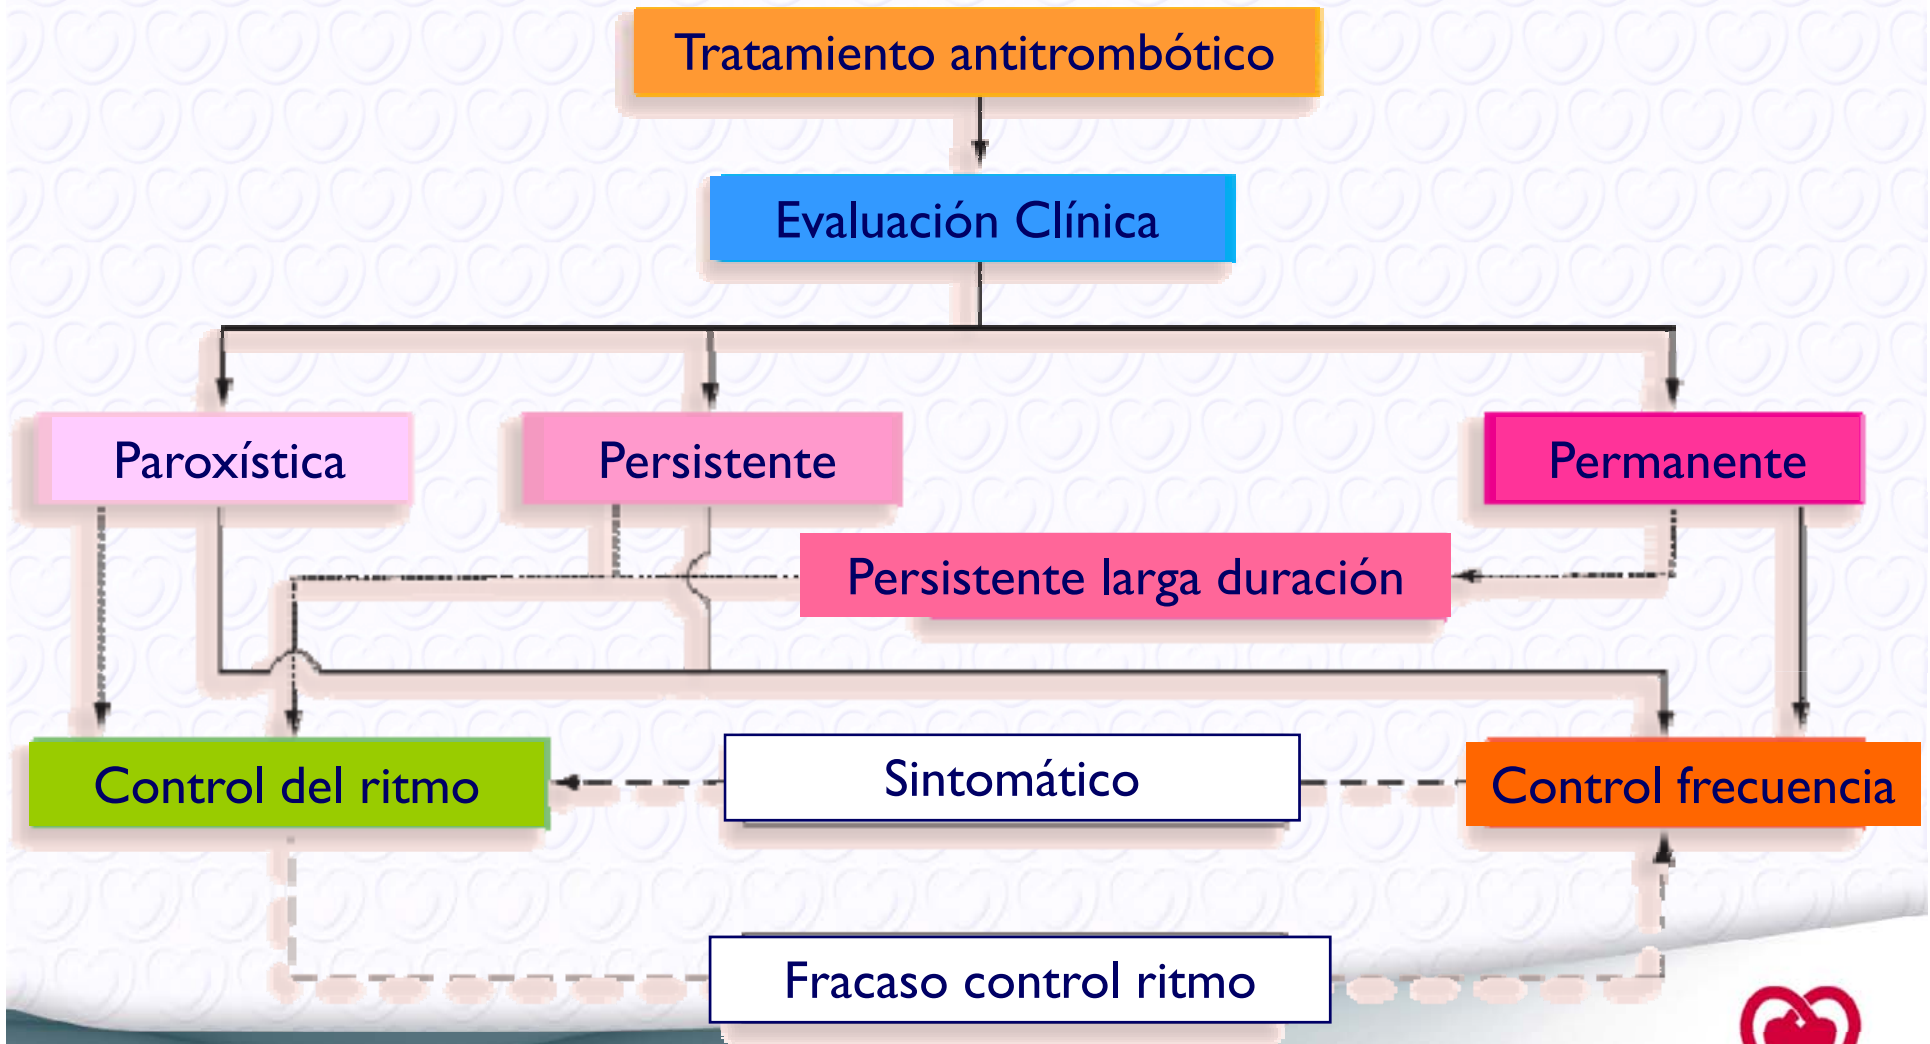 Tratamiento antitrombótico
Evaluación Clínica
Paroxística
Persistente
Permanente
Persistente larga duración
Control del ritmo
Sintomático
Control frecuencia
Fracaso control ritmo